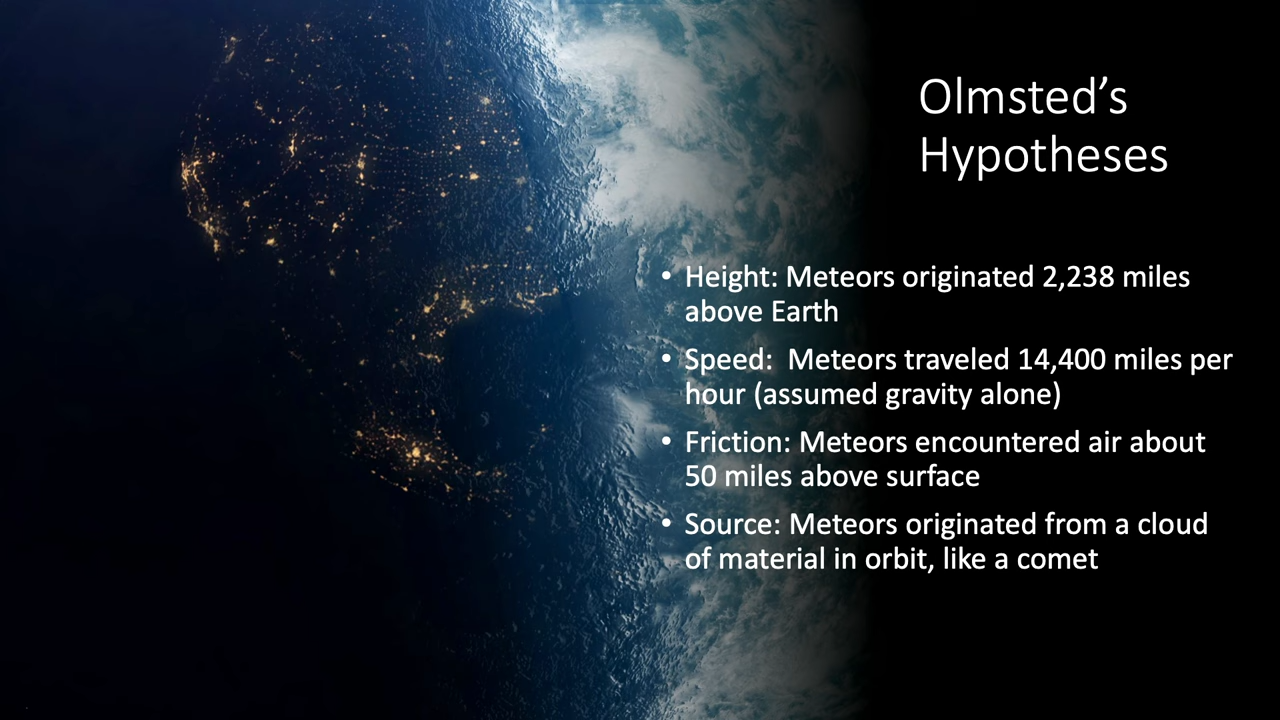 Olmsted’s
Hypotheses
• Height: Meteors originated 2,238 miles
above Earth
• Speed:  Meteors traveled 14,400 miles per
hour (assumed gravity alone)
• Friction: Meteors encountered air about
50 miles above surface
• Source: Meteors originated from a cloud
of material in orbit, like a comet